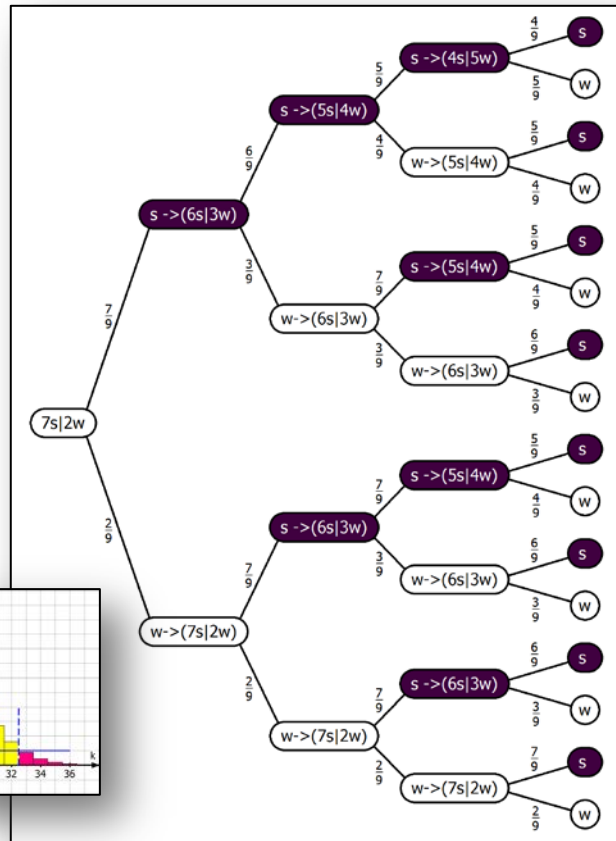 4/9 s
5/9 s ->(4s|5w)
5/9 w
6/9 s ->(5s|4w)
5/9 s
4/9 w->(5s|4w)
4/9 w
7/9 s ->(6s|3w)
5/9 s
7/9 s ->(5s|4w)
4/9 w
3/9 w->(6s|3w)
6/9 s
3/9 w->(6s|3w)
3/9 w
7s|2w
5/9 s
7/9 s ->(5s|4w)
4/9 w
7/9 s ->(6s|3w)
6/9 s
3/9 w->(6s|3w)
3/9 w
2/9 w->(7s|2w)
6/9 s
7/9 s ->(6s|3w)
3/9 w
2/9 w->(7s|2w)
7/9 s
2/9 w->(7s|2w)
2/9 w
k
32 34 36